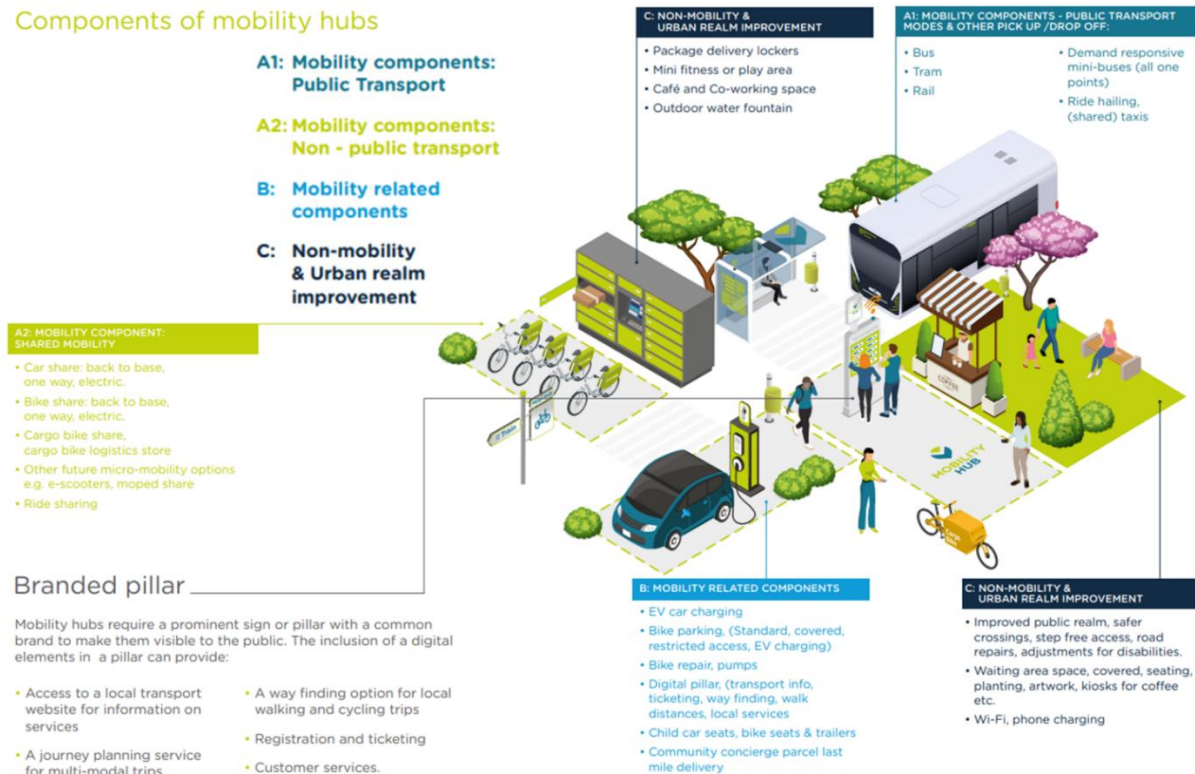 Components of mobility hubs
A1: Mobility components:
Public Transport
A2: Mobility components:
Non - public transport
B: Mobility related
components
C: Non-mobility
& Urban realm
improvement
C: NON-MOBILITY &
URBAN REALM IMPROVEMENT
• Package delivery lockers
• Mini fitness or play area
• Café and Co-working space
• Outdoor water fountain
A1: MOBILITY COMPONENTS - PUBLIC TRANSPORT
MODES & OTHER PICK UP /DROP OFF:
• Bus
• Tram
• Rail
• Demand responsive
mini-buses (all one
points)
• Ride hailing,
(shared) taxis
A2: MOBILITY COMPONENT:
SHARED MOBILITY
• Car share: back to base,
one way, electric.
• Bike share: back to base,
one way, electric.
• Cargo bike share,
cargo bike logistics store
• Other future micro-mobility options
e.g. e-scooters, moped share
• Ride sharing
Train
COFFEE
MOBILITY
HUB
Cargo
Branded pillar
Mobility hubs require a prominent sign or pillar with a common
brand to make them visible to the public. The inclusion of a digital
elements in a pillar can provide:
• Access to a local transport
website for information on
services
• A journey planning service
for multi-modal trips
• A way finding option for local
walking and cycling trips
• Registration and ticketing
• Customer services.
B: MOBILITY RELATED COMPONENTS
• EV car charging
• Bike parking, (Standard, covered,
restricted access, EV charging)
• Bike repair, pumps
• Digital pillar, (transport info,
ticketing, way finding, walk
distances, local services
• Child car seats, bike seats & trailers
• Community concierge parcel last
mile delivery
C: NON-MOBILITY &
URBAN REALM IMPROVEMENT
• Improved public realm, safer
crossings, step free access, road
repairs, adjustments for disabilities.
• Waiting area space, covered, seating,
planting, artwork, kiosks for coffee
etc.
• Wi-Fi, phone charging